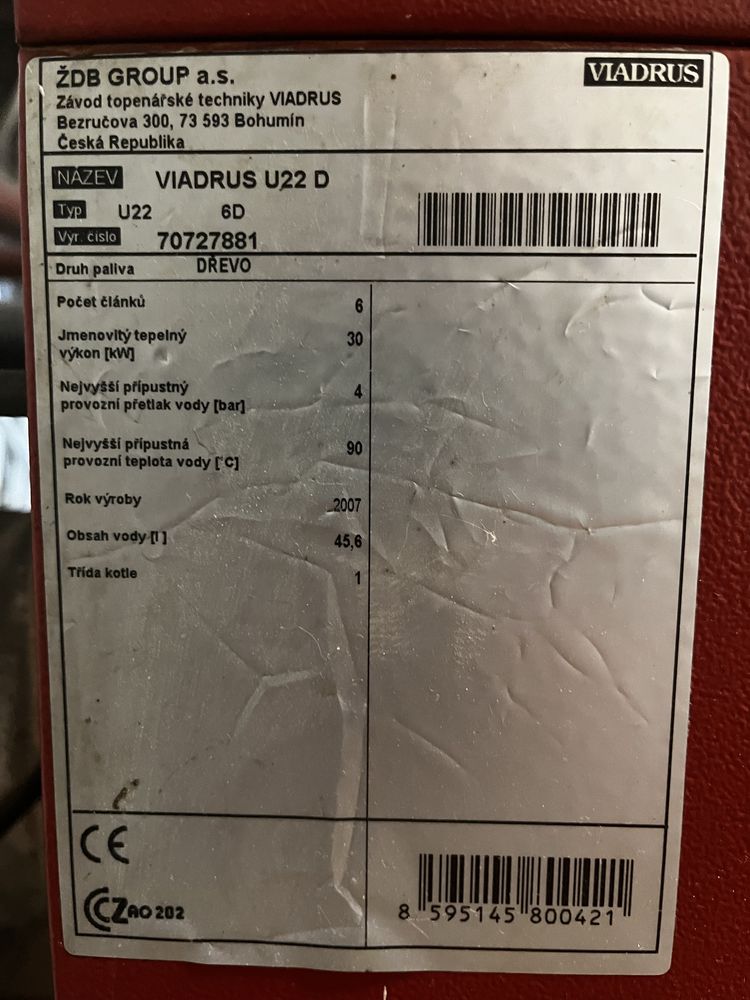 ŽDB GROUP a.s.
VIADRUS
Závod topenářské techniky VIADRUS
Bezručova 300, 73 593 Bohumín
Česká Republika
NÁZEV VIADRUS U22 D
Typ U22 6D
Vyr. číslo 70727881
Druh paliva DŘEVO
Počet článků 6
Jmenovitý tepelný
výkon [kW] 30
Nejvyšší přípustný
provozní přetlak vody [bar] 4
Nejvyšší přípustná
provozní teplota vody [°C] 90
Rok výroby 2007
Obsah vody [l ] 45,6
Třída kotle 1
CE
CCZ AO 202
8 595145 800421